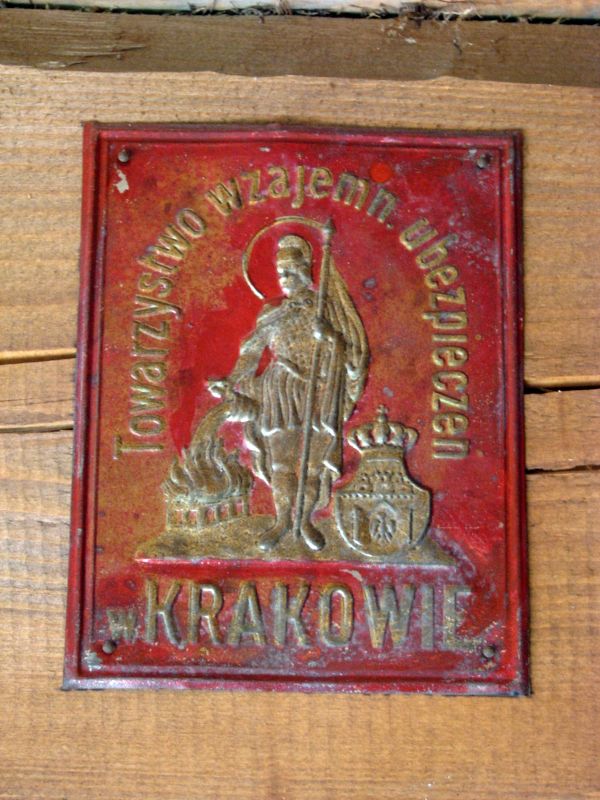 Towarzystwo wzajemn. ubezpieczeń
w. KRAKOWIE